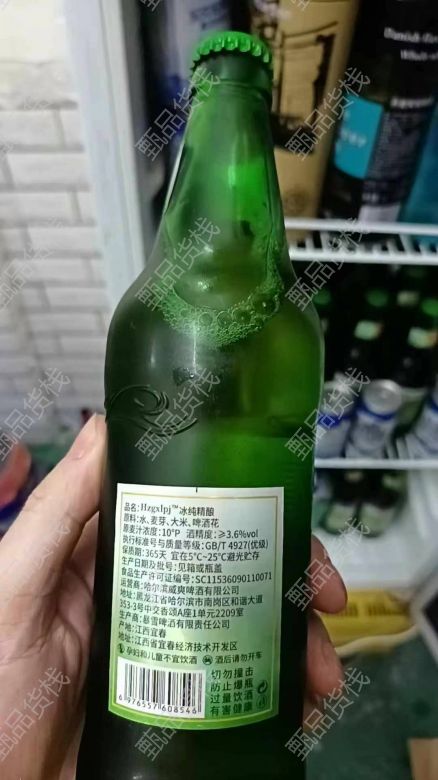 Danish R
Whole w
品名:Hzgxlpj™冰纯精酿
原料:水、麦芽、大米、啤酒花
原麦汁浓度:10°P 酒精度:≥3.6%vol
执行标准号与质量等级:GB/T 4927(优级)
保质期:365天 宜在5℃~25℃避光贮存
生产日期及批号:见箱或瓶盖
食品生产许可证编号:SC11536090110071
运营商:哈尔滨威爽啤酒有限公司
地址:黑龙江省哈尔滨市南岗区和谐大道
353-3号中交香颂A座1单元2209室
生产商:暴雪啤酒有限责任公司
产地:江西宜春
地址:江西省宜春经济技术开发区
孕妇和儿童不宜饮酒 酒后请勿开车
切勿撞击
防止爆瓶
过量饮酒
有害健康
6 976557 608546
甄品货栈